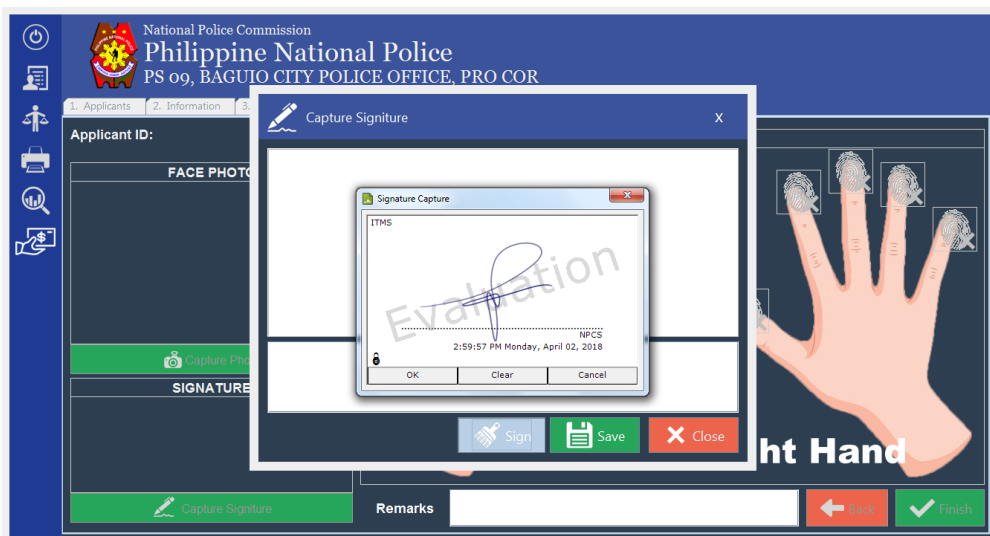 National Police Commission
Philippine National Police
PS 09, BAGUIO CITY POLICE OFFICE, PRO COR
1. Applicants
2. Information
3.
Applicant ID:
FACE PHOTO
Capture Pho
SIGNATURE
Capture Signiture
Capture Signiture
X
Signature Capture
ITMS
Evaluation
NPCS
2:59:57 PM Monday, April 02, 2018
OK
Clear
Cancel
Sign
Save
Close
ht Hand
Remarks
Back
Finish